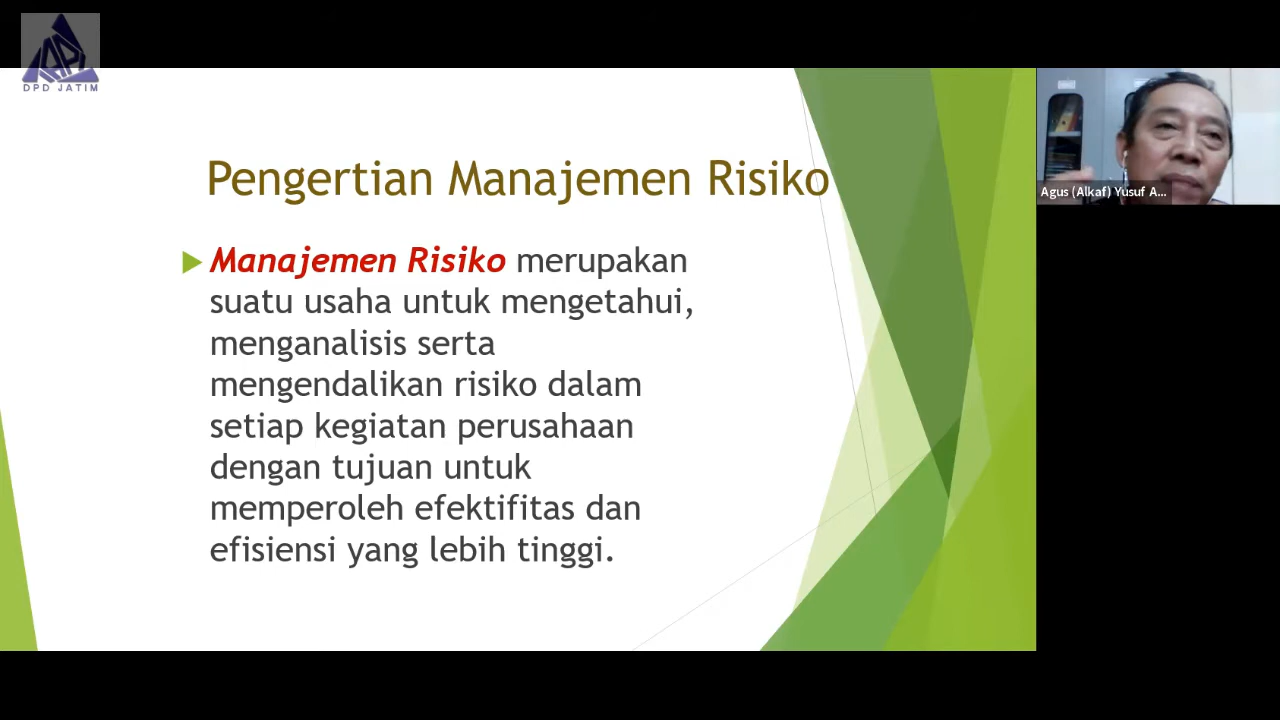 IAPI
DPD JATIM
Pengertian Manajemen Risiko
Manajemen Risiko merupakan
suatu usaha untuk mengetahui,
menganalisis serta
mengendalikan risiko dalam
setiap kegiatan perusahaan
dengan tujuan untuk
memperoleh efektifitas dan
efisiensi yang lebih tinggi.
Agus (Alkaf) Yusuf A...